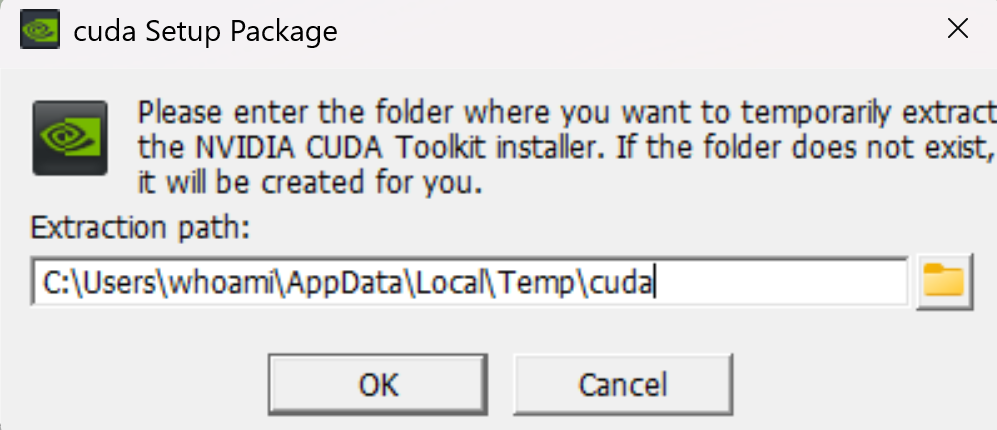 cuda Setup Package
Please enter the folder where you want to temporarily extract
the NVIDIA CUDA Toolkit installer. If the folder does not exist,
it will be created for you.
Extraction path:
C:\Users\whoami\AppData\Local\Temp\cuda
OK Cancel